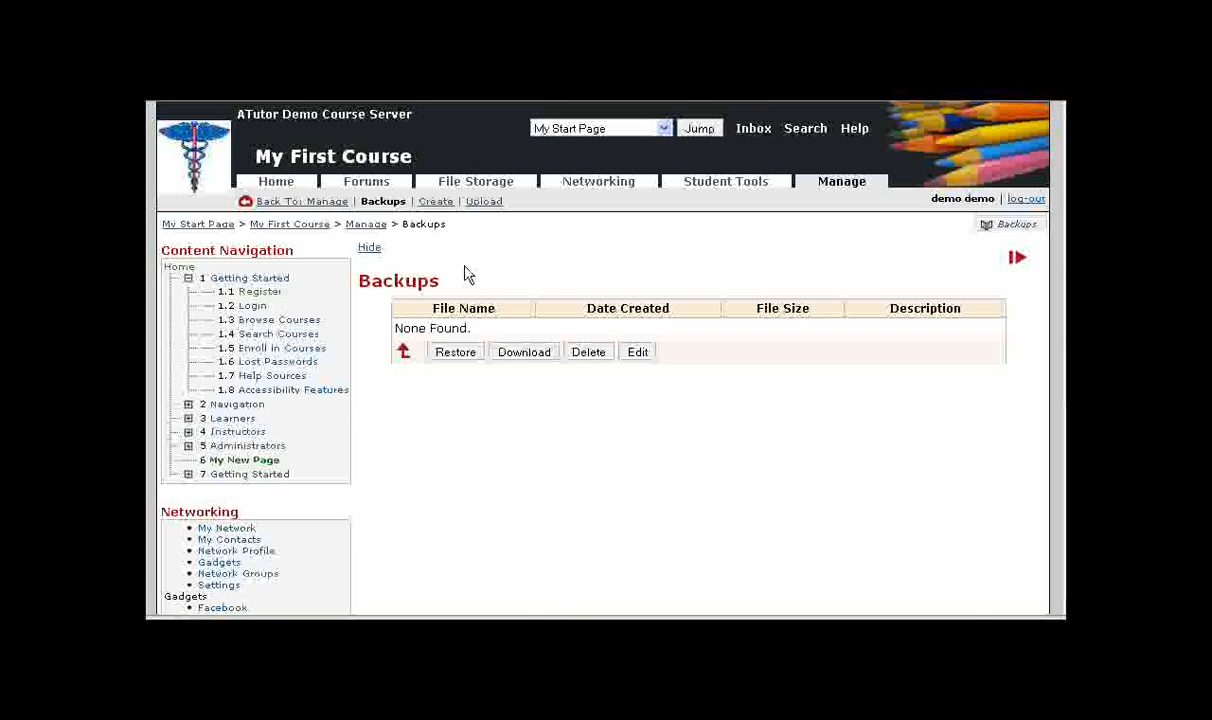 ATutor Demo Course Server
My Start Page Jump Inbox Search Help
My First Course
Home Forums File Storage Networking Student Tools Manage
Back To: Manage | Backups | Create | Upload demo demo | log-out
My Start Page > My First Course > Manage > Backups Backups
Content Navigation
Home
1 Getting Started
1.1 Register
1.2 Login
1.3 Browse Courses
1.4 Search Courses
1.5 Enroll in Courses
1.6 Lost Passwords
1.7 Help Sources
1.8 Accessibility Features
2 Navigation
3 Learners
4 Instructors
5 Administrators
6 My New Page
7 Getting Started
Networking
My Network
My Contacts
Network Profile
Gadgets
Network Groups
Settings
Gadgets
Facebook
Hide
Backups
File Name Date Created File Size Description
None Found.
Restore Download Delete Edit